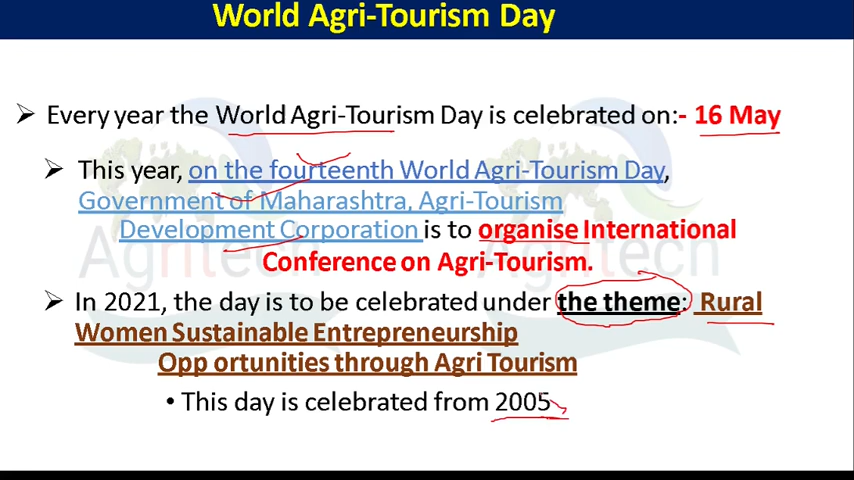 World Agri-Tourism Day
➢ Every year the World Agri-Tourism Day is celebrated on:- 16 May
➢ This year, on the fourteenth World Agri-Tourism Day,
Government of Maharashtra, Agri-Tourism
Development Corporation is to organise International
Conference on Agri-Tourism.
➢ In 2021, the day is to be celebrated under the theme: Rural
Women Sustainable Entrepreneurship
Opp ortunities through Agri Tourism
• This day is celebrated from 2005
Agritech Agritech